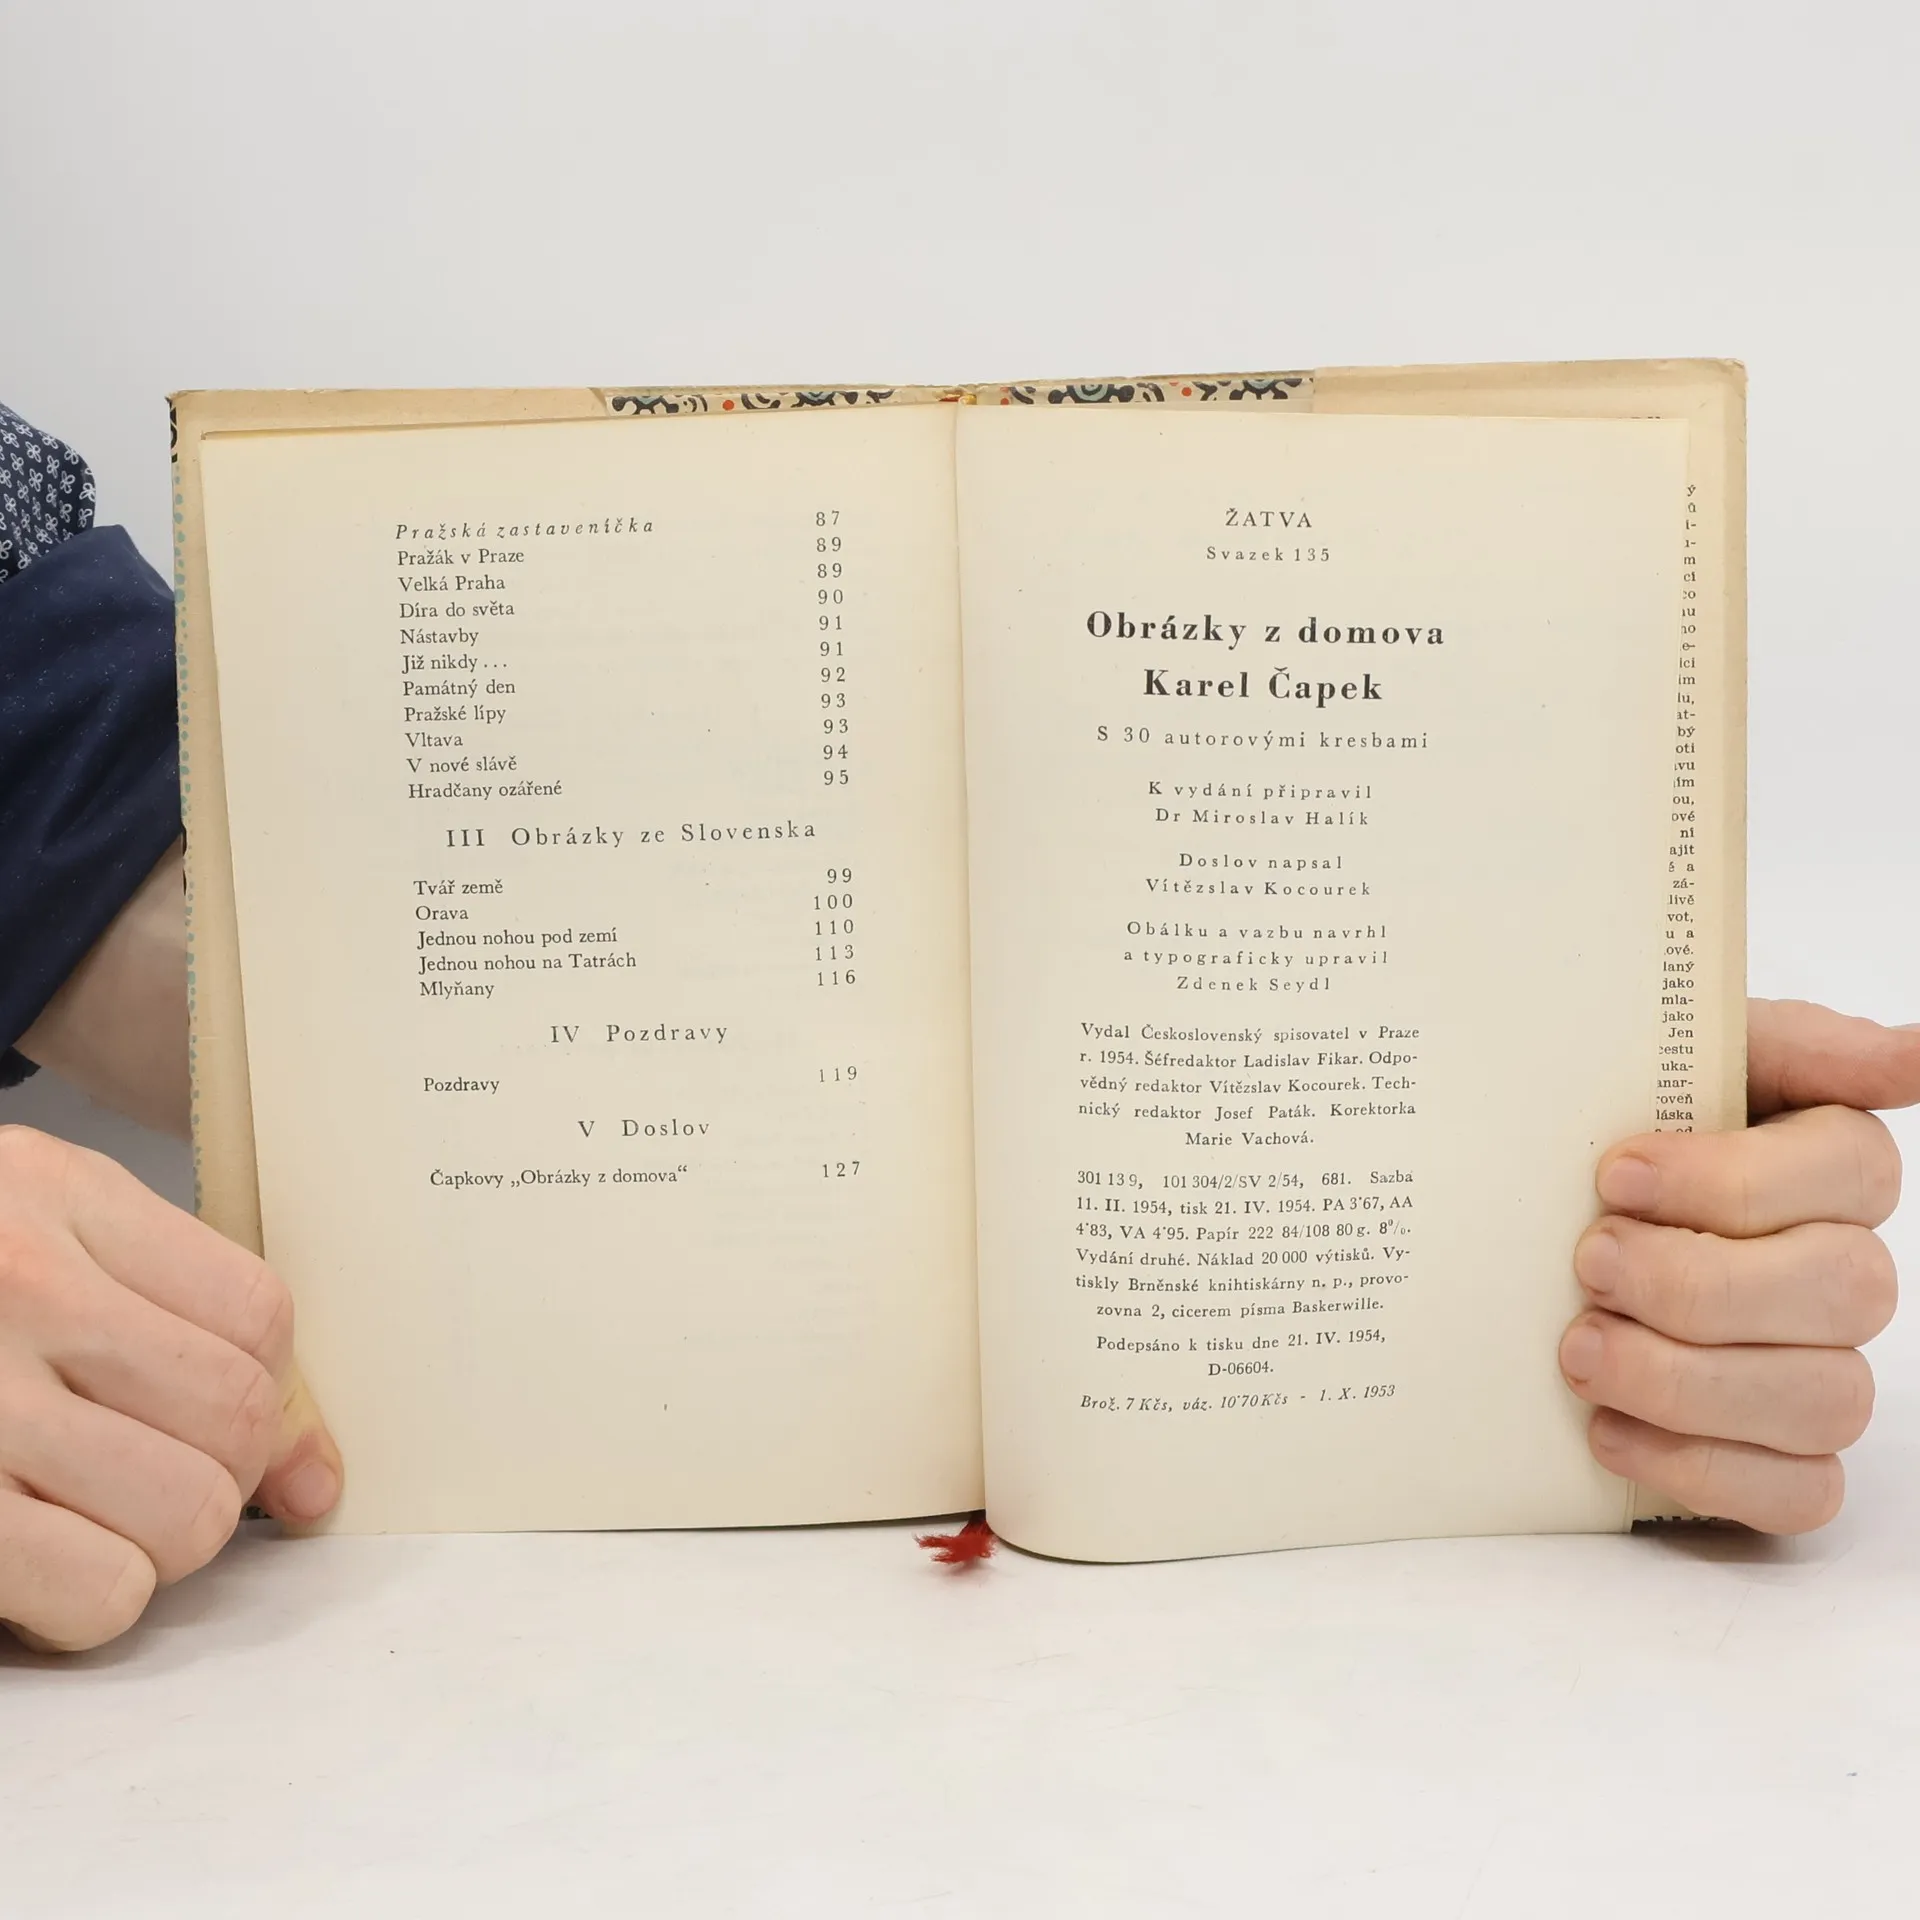 Pražská zastaveníčka 87
Pražák v Praze 89
Velká Praha 89
Díra do světa 90
Nástavby 91
Již nikdy... 91
Památný den 92
Pražské lípy 93
Vltava 93
V nové slávě 94
Hradčany ozářené 95
III Obrázky ze Slovenska
Tvář země 99
Orava 100
Jednou nohou pod zemí 110
Jednou nohou na Tatrách 113
Mlyňany 116
IV Pozdravy
Pozdravy 119
V Doslov
Čapkovy „Obrázky z domova“ 127
ŽATVA
Svazek 135
Obrázky z domova
Karel Čapek
S 30 autorovými kresbami
K vydání připravil
Dr Miroslav Halík
Doslov napsal
Vítězslav Kocourek
Obálku a vazbu navrhl
a typograficky upravil
Zdenek Seydl
Vydal Československý spisovatel v Praze
r. 1954. Šéfredaktor Ladislav Fikar. Odpo-
vědný redaktor Vítězslav Kocourek. Tech-
nický redaktor Josef Paták. Korektorka
Marie Vachová.
301 13 9, 101 304/2/SV 2/54, 681. Sazba
11. II. 1954, tisk 21. IV. 1954. PA 3˙67, AA
4˙83, VA 4˙95. Papír 222 84/108 80 g. 8%.
Vydání druhé. Náklad 20 000 výtisků. Vy-
tiskly Brněnské knihtiskárny n. p., provo-
zovna 2, cicerem písma Baskerwille.
Podepsáno k tisku dne 21. IV. 1954,
D-06604.
Brož. 7 Kčs, váz. 10˙70 Kčs - 1. X. 1953